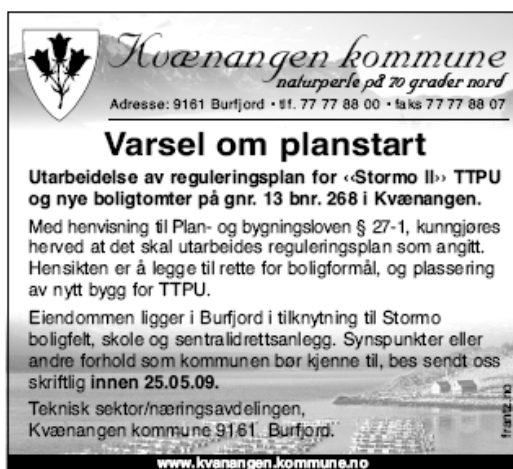 Kvænangen kommune
naturperle på 70 grader nord
Adresse: 9161 Burfjord • tlf. 77 77 88 00 • faks 77 77 88 07
Varsel om planstart
Utarbeidelse av reguleringsplan for ‹‹Stormo II›› TTPU
og nye boligtomter på gnr. 13 bnr. 268 i Kvænangen.
Med henvisning til Plan- og bygningsloven § 27-1, kunngjøres
herved at det skal utarbeides reguleringsplan som angitt.
Hensikten er å legge til rette for boligformål, og plassering
av nytt bygg for TTPU.
Eiendommen ligger i Burfjord i tilknytning til Stormo
boligfelt, skole og sentralidrettsanlegg. Synspunkter eller
andre forhold som kommunen bør kjenne til, bes sendt oss
skriftlig innen 25.05.09.
Teknisk sektor/næringsavdelingen,
Kvænangen kommune 9161 Burfjord.
frantz.no
www.kvanangen.kommune.no